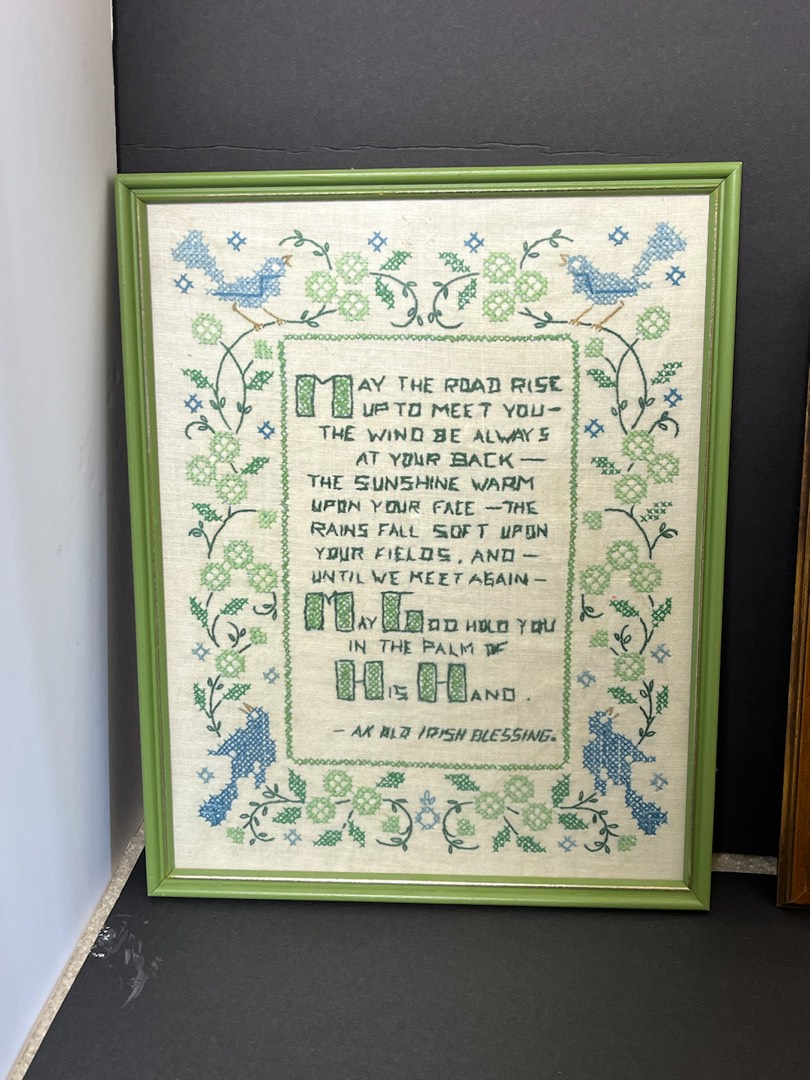 MAY THE ROAD RISE
UP TO MEET YOU—
THE WIND BE ALWAYS
AT YOUR BACK—
THE SUNSHINE WARM
UPON YOUR FACE—THE
RAINS FALL SOFT UPON
YOUR FIELDS, AND—
UNTIL WE MEET AGAIN—
MAY GOD HOLD YOU
IN THE PALM OF
HIS HAND.
—AN OLD IRISH BLESSING.